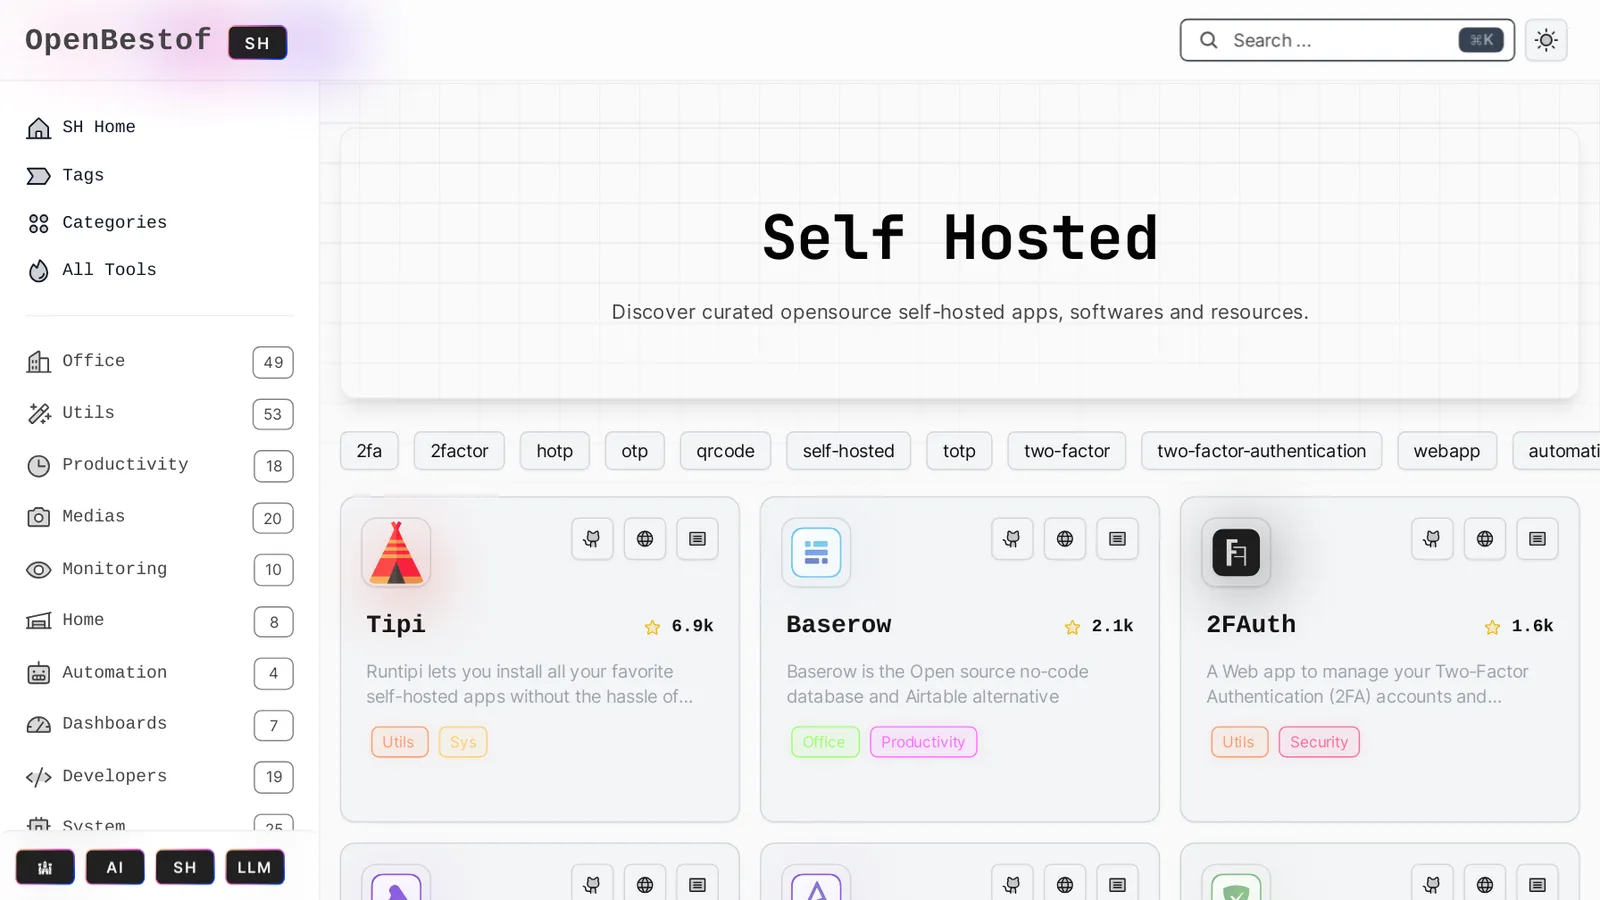 OpenBestof SH
Search ... ⌘K
SH Home
Tags
Categories
All Tools
Office 49
Utils 53
Productivity 18
Medias 20
Monitoring 10
Home 8
Automation 4
Dashboards 7
Developers 19
System 25
AI SH LLM
Self Hosted
Discover curated opensource self-hosted apps, softwares and resources.
2fa 2factor hotp otp qrcode self-hosted totp two-factor two-factor-authentication webapp automati
Tipi 6.9k
Runtipi lets you install all your favorite
self-hosted apps without the hassle of...
Utils Sys
Baserow 2.1k
Baserow is the Open source no-code
database and Airtable alternative
Office Productivity
2FAuth 1.6k
A Web app to manage your Two-Factor
Authentication (2FA) accounts and...
Utils Security